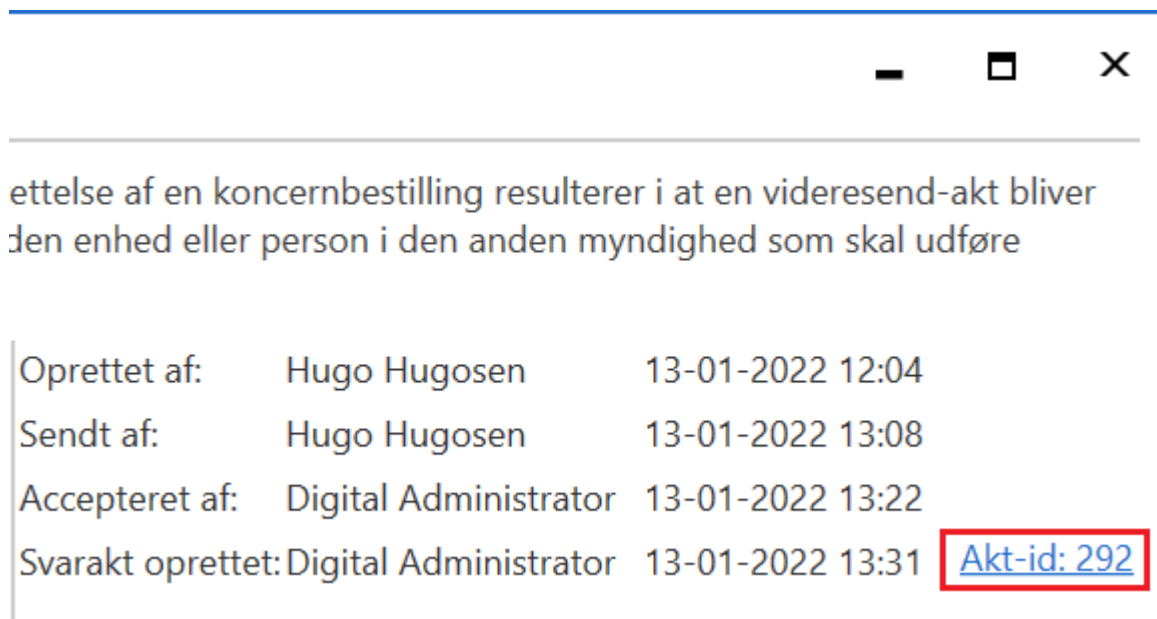 ettelse af en koncernbestilling resulterer i at en videresend-akt bliver
den enhed eller person i den anden myndighed som skal udføre
Oprettet af: Hugo Hugosen 13-01-2022 12:04
Sendt af: Hugo Hugosen 13-01-2022 13:08
Accepteret af: Digital Administrator 13-01-2022 13:22
Svarakt oprettet: Digital Administrator 13-01-2022 13:31 Akt-id: 292